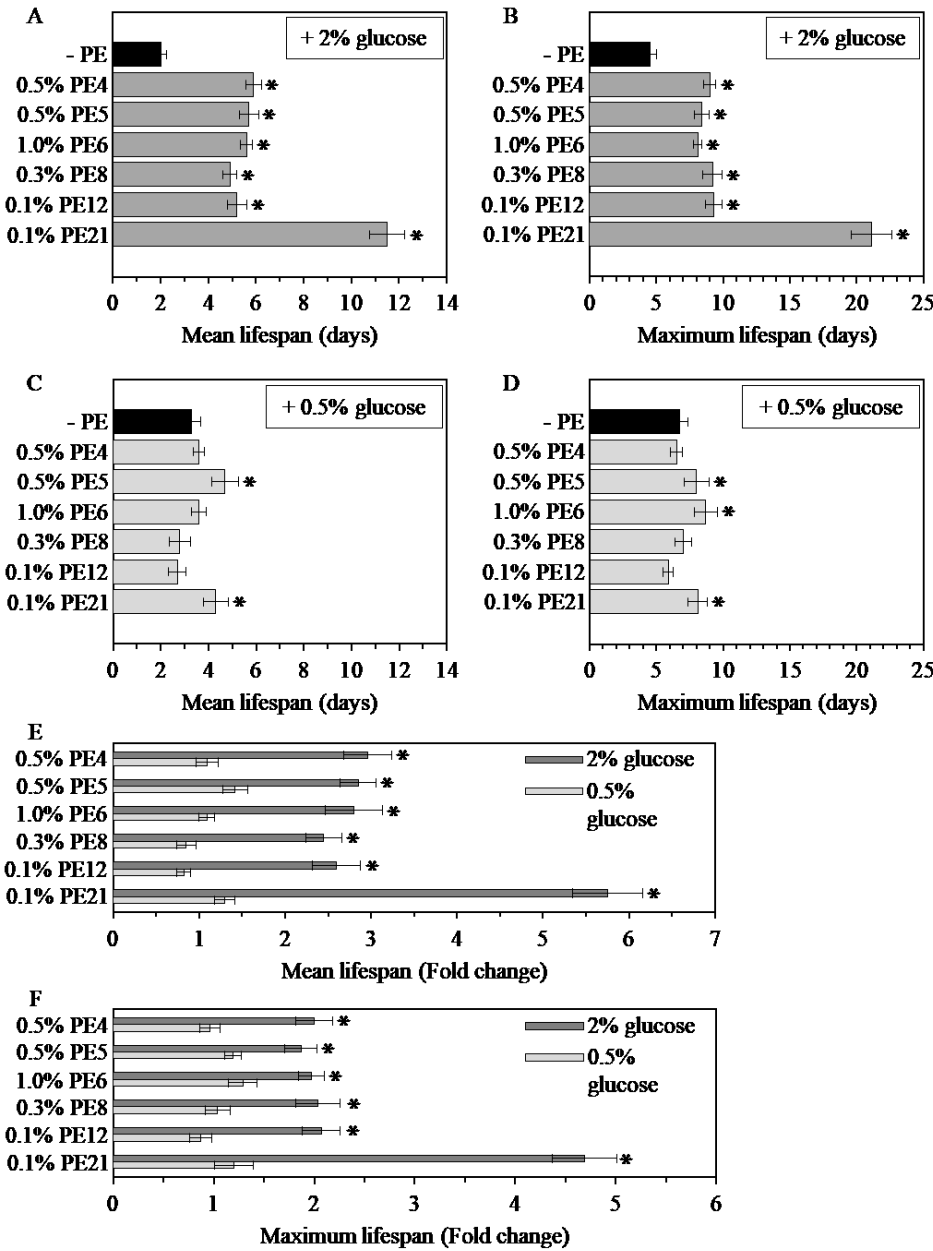 A
+ 2% glucose
- PE
0.5% PE4
*
0.5% PE5
*
1.0% PE6
*
0.3% PE8
*
0.1% PE12
*
0.1% PE21
*
0 2 4 6 8 10 12 14
Mean lifespan (days)
B
+ 2% glucose
- PE
0.5% PE4
*
0.5% PE5
*
1.0% PE6
*
0.3% PE8
*
0.1% PE12
*
0.1% PE21
*
0 5 10 15 20 25
Maximum lifespan (days)
C
+ 0.5% glucose
- PE
0.5% PE4
0.5% PE5
*
1.0% PE6
0.3% PE8
0.1% PE12
0.1% PE21
*
0 2 4 6 8 10 12 14
Mean lifespan (days)
D
+ 0.5% glucose
- PE
0.5% PE4
0.5% PE5
*
1.0% PE6
*
0.3% PE8
0.1% PE12
0.1% PE21
*
0 5 10 15 20 25
Maximum lifespan (days)
E
2% glucose
0.5%
glucose
0.5% PE4
*
0.5% PE5
*
1.0% PE6
*
0.3% PE8
*
0.1% PE12
*
0.1% PE21
*
0 1 2 3 4 5 6 7
Mean lifespan (Fold change)
F
2% glucose
0.5%
glucose
0.5% PE4
*
0.5% PE5
*
1.0% PE6
*
0.3% PE8
*
0.1% PE12
*
0.1% PE21
*
0 1 2 3 4 5 6
Maximum lifespan (Fold change)